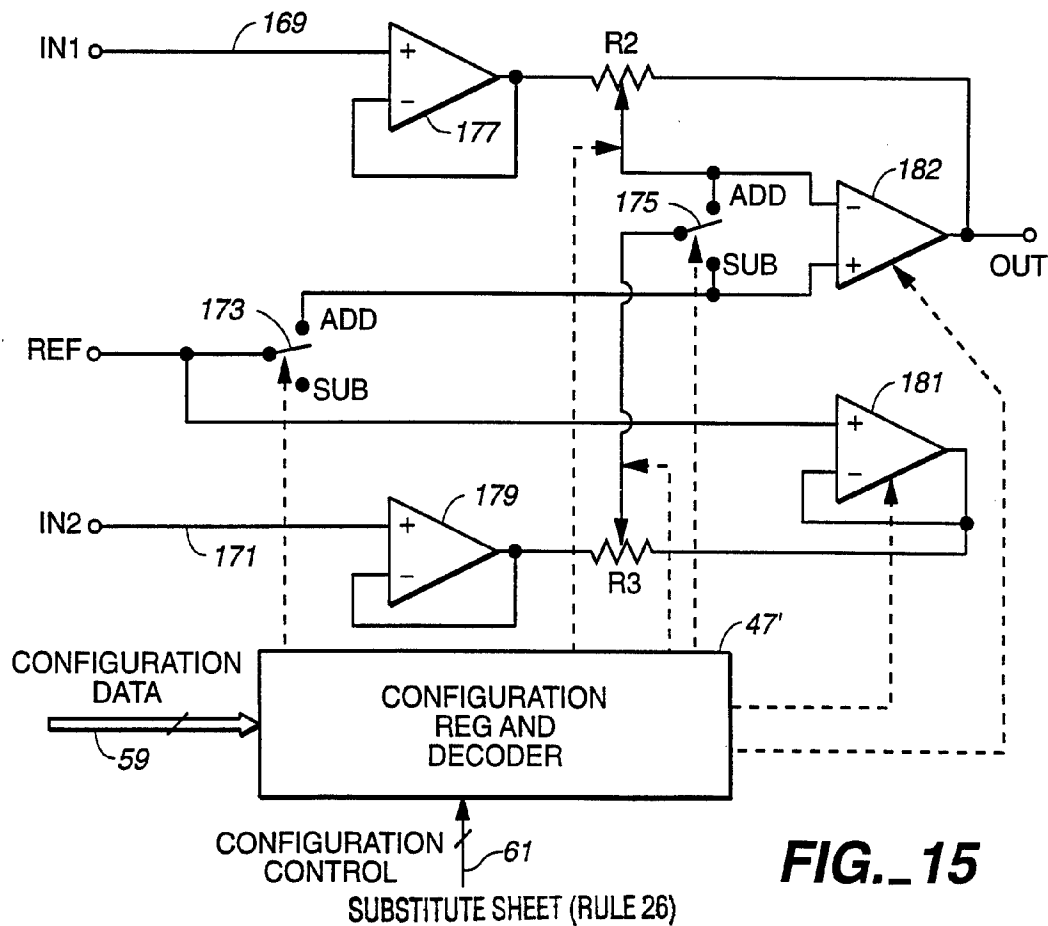 IN1
169
+
−
177
R2
182
ADD
175
−
+
SUB
OUT
173
ADD
REF
SUB
181
+
−
IN2
171
179
+
−
R3
47'
CONFIGURATION
DATA
59
CONFIGURATION
REG AND
DECODER
CONFIGURATION
CONTROL
61
FIG._15
SUBSTITUTE SHEET (RULE 26)